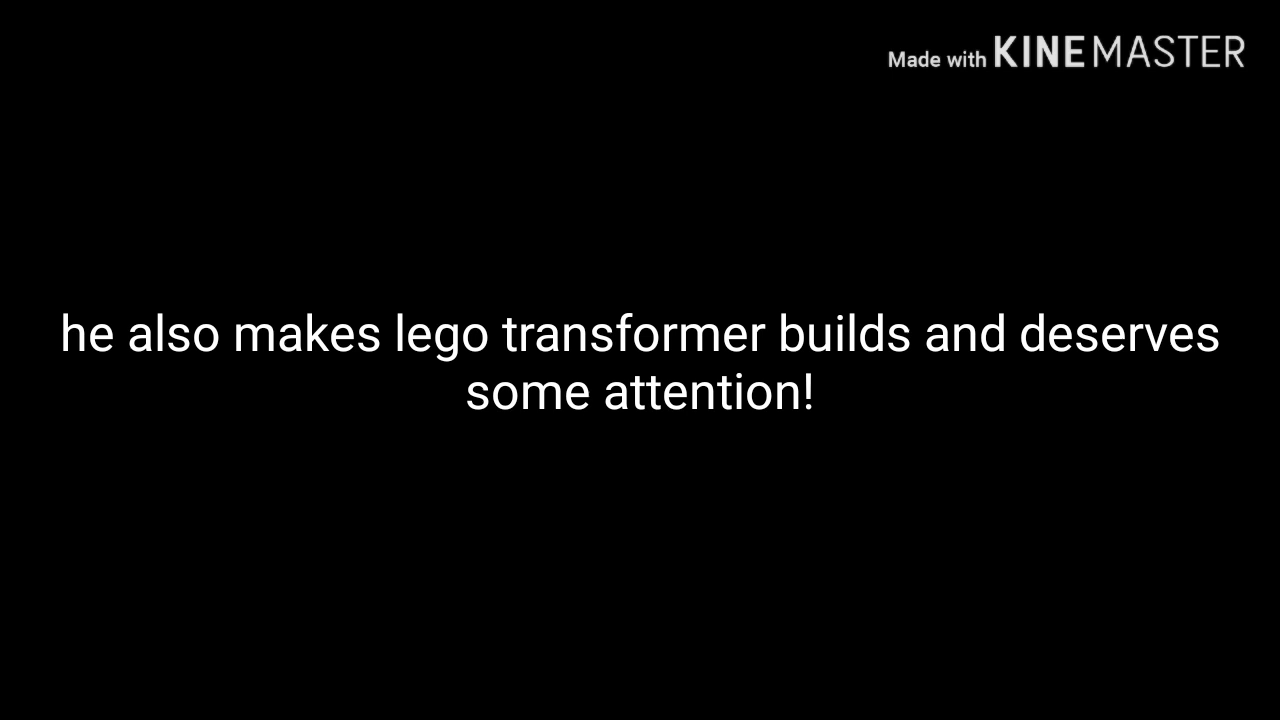 Made with KINEMASTER
he also makes lego transformer builds and deserves
some attention!